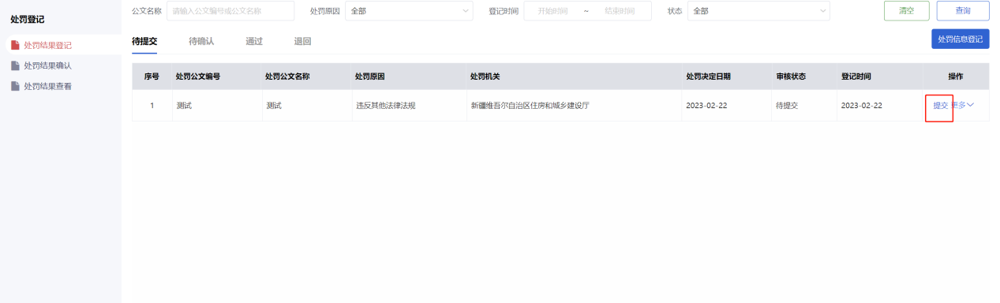 处罚登记
处罚结果登记
处罚结果确认
处罚结果查看
公文名称 请输入公文编号或公文名称 处罚原因 全部 登记时间 开始时间 ~ 结束时间 状态 全部 清空 查询
待提交 待确认 通过 退回 处罚信息登记
序号 处罚公文编号 处罚公文名称 处罚原因 处罚机关 处罚决定日期 审核状态 登记时间 操作
1 测试 测试 违反其他法律法规 新疆维吾尔自治区住房和城乡建设厅 2023-02-22 待提交 2023-02-22 提交 更多